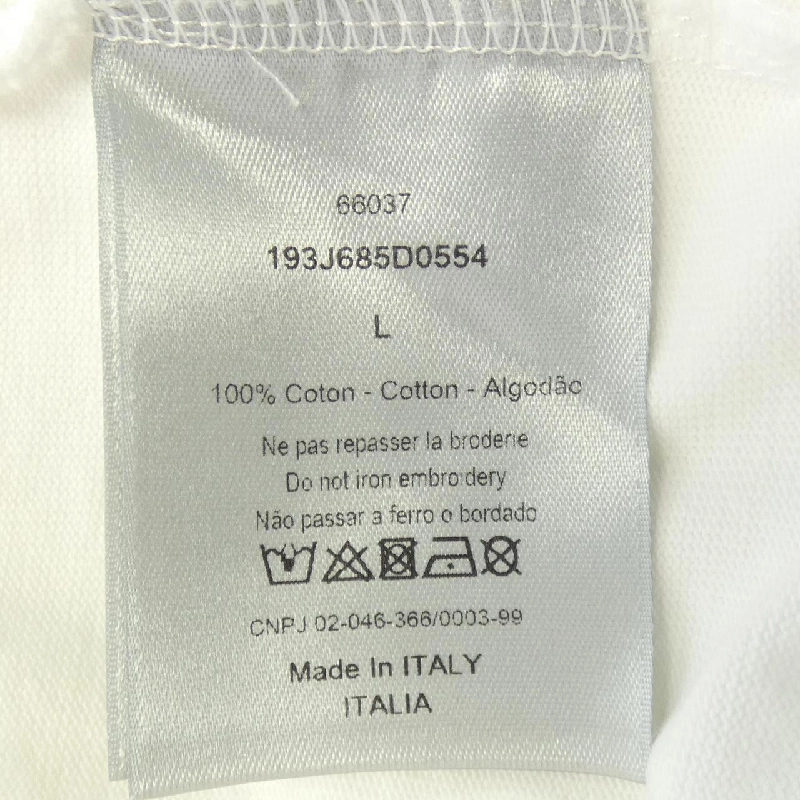 66037
193J685D0554
L
100% Coton - Cotton - Algodão
Ne pas repasser la broderie
Do not iron embroidery
Não passar a ferro o bordado
CNPJ 02-046-366/0003-99
Made In ITALY
ITALIA